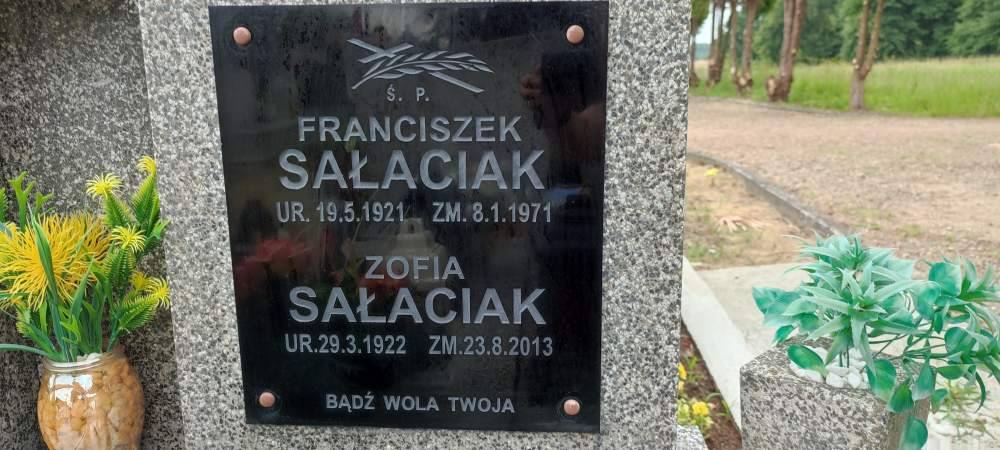 Ś. P.
FRANCISZEK
SAŁACIAK
UR. 19.5.1921 ZM. 8.1.1971
ZOFIA
SAŁACIAK
UR.29.3.1922 ZM.23.8.2013
BĄDŹ WOLA TWOJA